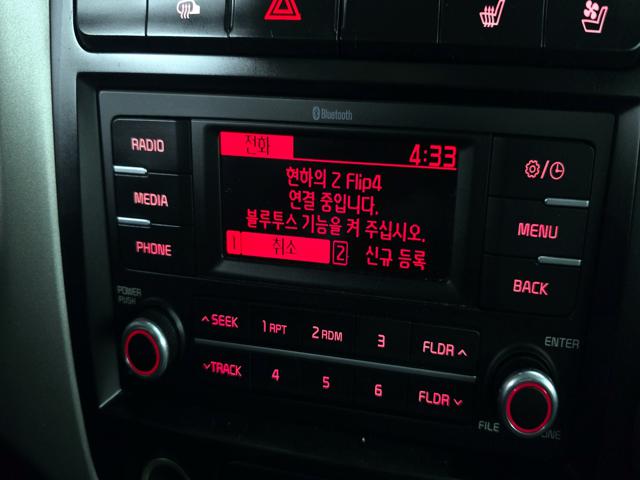 Bluetooth
전화 4:33
현하의 Z Flip4
연결 중입니다.
블루투스 기능을 켜 주십시오.
1 취소 2 신규 등록
RADIO
MEDIA
PHONE
MENU
BACK
POWER
PUSH
SEEK 1 RPT 2 RDM 3 FLDR
TRACK 4 5 6 FLDR
ENTER
FILE